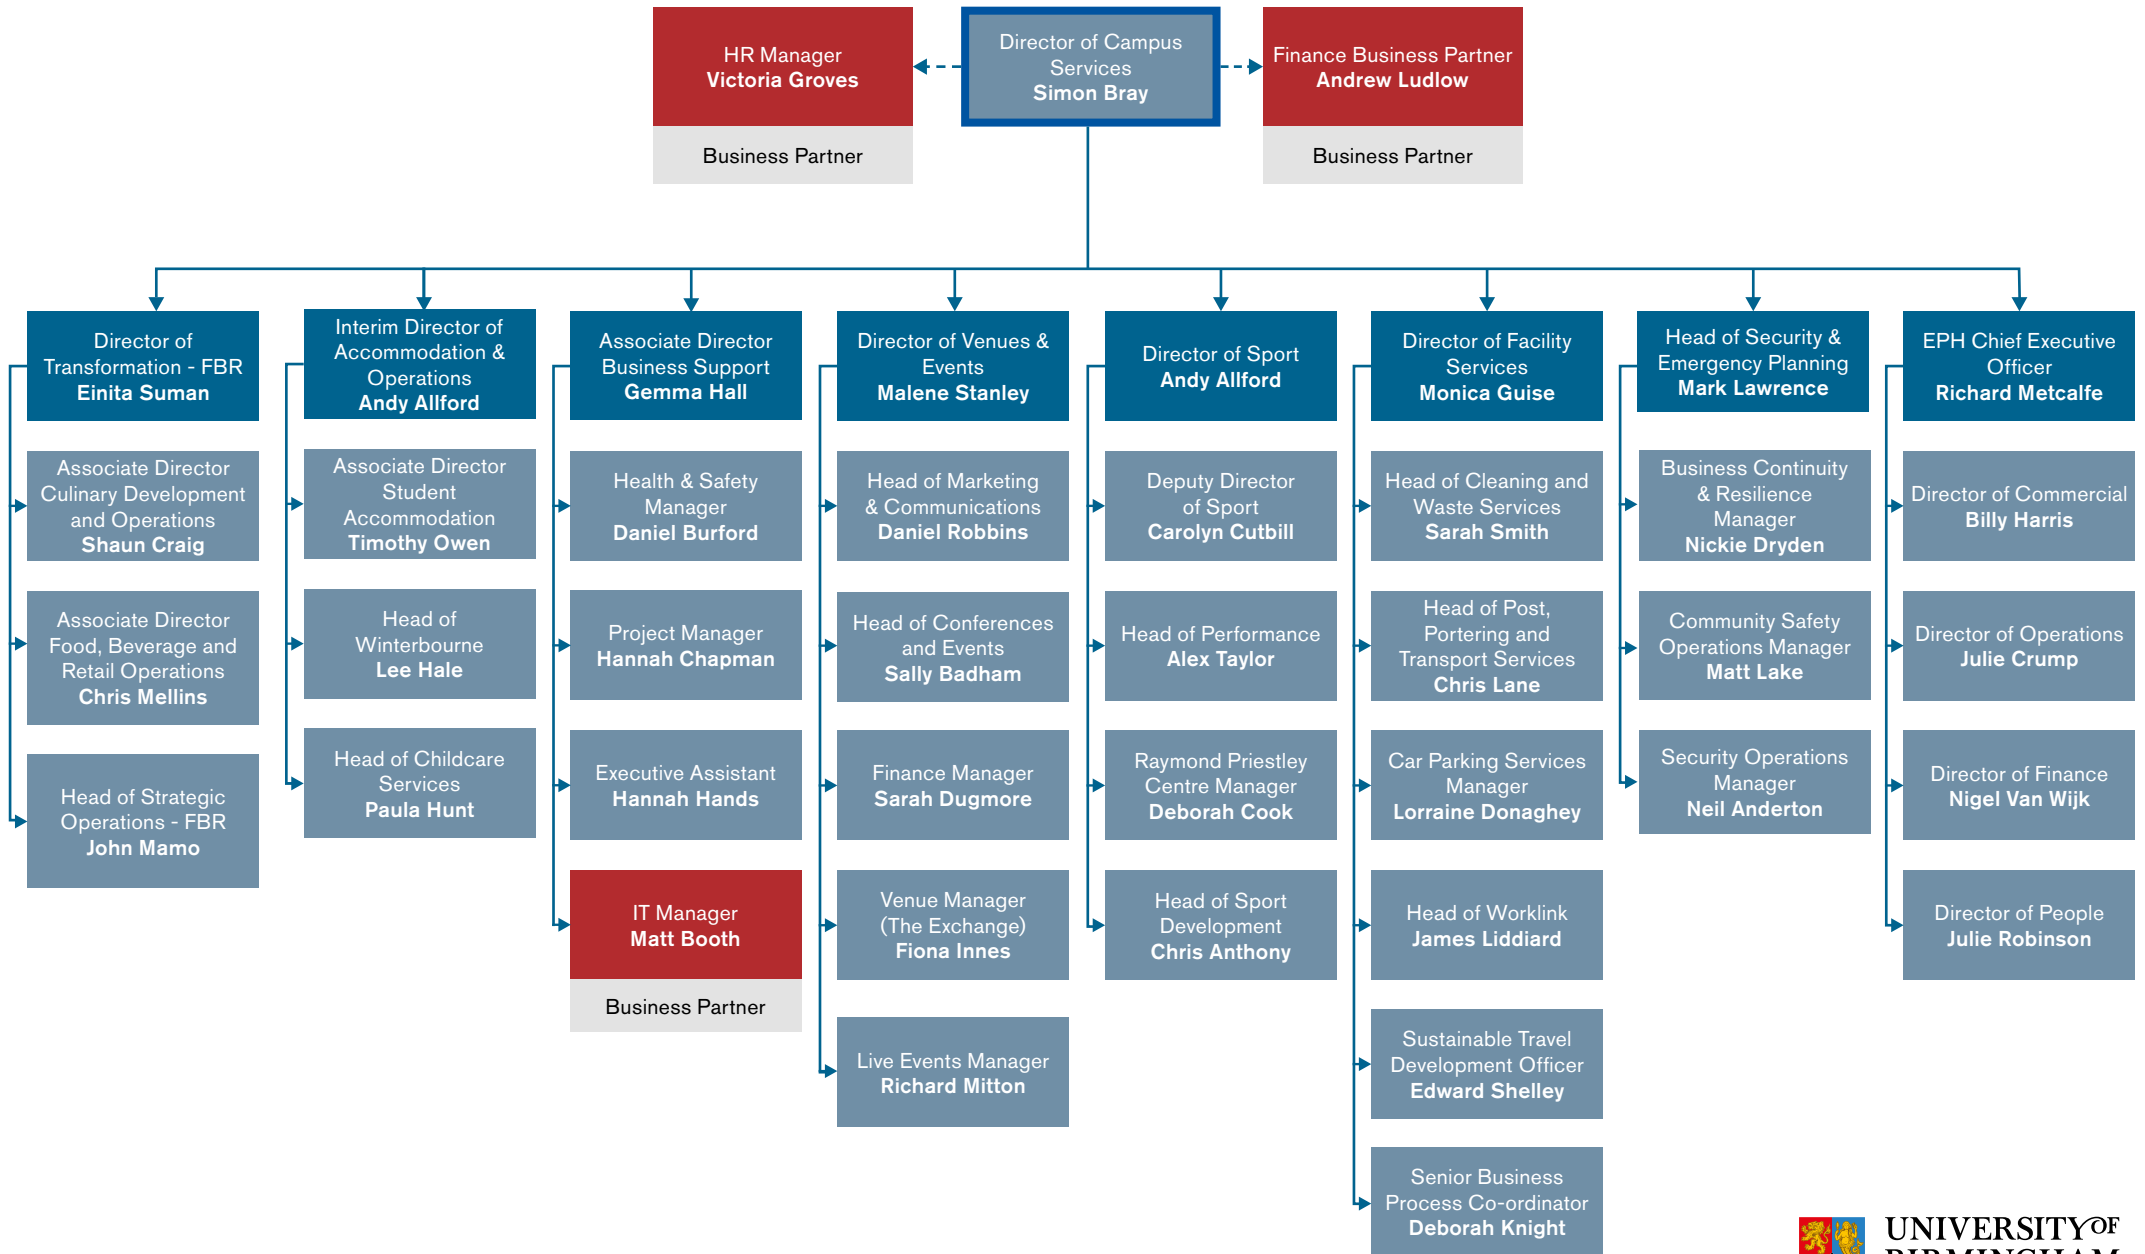 HR Manager
Victoria Groves
Business Partner
Director of Campus
Services
Simon Bray
Finance Business Partner
Andrew Ludlow
Business Partner
Director of
Transformation - FBR
Einita Suman
Associate Director
Culinary Development
and Operations
Shaun Craig
Associate Director
Food, Beverage and
Retail Operations
Chris Mellins
Head of Strategic
Operations - FBR
John Mamo
Interim Director of
Accommodation &
Operations
Andy Allford
Associate Director
Student
Accommodation
Timothy Owen
Head of
Winterbourne
Lee Hale
Head of Childcare
Services
Paula Hunt
Associate Director
Business Support
Gemma Hall
Health & Safety
Manager
Daniel Burford
Project Manager
Hannah Chapman
Executive Assistant
Hannah Hands
IT Manager
Matt Booth
Business Partner
Director of Venues &
Events
Malene Stanley
Head of Marketing
& Communications
Daniel Robbins
Head of Conferences
and Events
Sally Badham
Finance Manager
Sarah Dugmore
Venue Manager
(The Exchange)
Fiona Innes
Live Events Manager
Richard Mitton
Director of Sport
Andy Allford
Deputy Director
of Sport
Carolyn Cutbill
Head of Performance
Alex Taylor
Raymond Priestley
Centre Manager
Deborah Cook
Head of Sport
Development
Chris Anthony
Director of Facility
Services
Monica Guise
Head of Cleaning and
Waste Services
Sarah Smith
Head of Post,
Portering and
Transport Services
Chris Lane
Car Parking Services
Manager
Lorraine Donaghey
Head of Worklink
James Liddiard
Sustainable Travel
Development Officer
Edward Shelley
Senior Business
Process Co-ordinator
Deborah Knight
Head of Security &
Emergency Planning
Mark Lawrence
Business Continuity
& Resilience
Manager
Nickie Dryden
Community Safety
Operations Manager
Matt Lake
Security Operations
Manager
Neil Anderton
EPH Chief Executive
Officer
Richard Metcalfe
Director of Commercial
Billy Harris
Director of Operations
Julie Crump
Director of Finance
Nigel Van Wijk
Director of People
Julie Robinson
UNIVERSITY OF
BIRMINGHAM